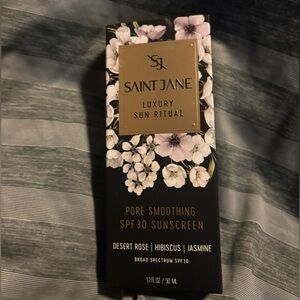 SJ
SAINT JANE
LUXURY
SUN RITUAL
PORE SMOOTHING
SPF 30 SUNSCREEN
DESERT ROSE | HIBISCUS | JASMINE
BROAD SPECTRUM SPF 30
1.7 FL OZ / 50 ML